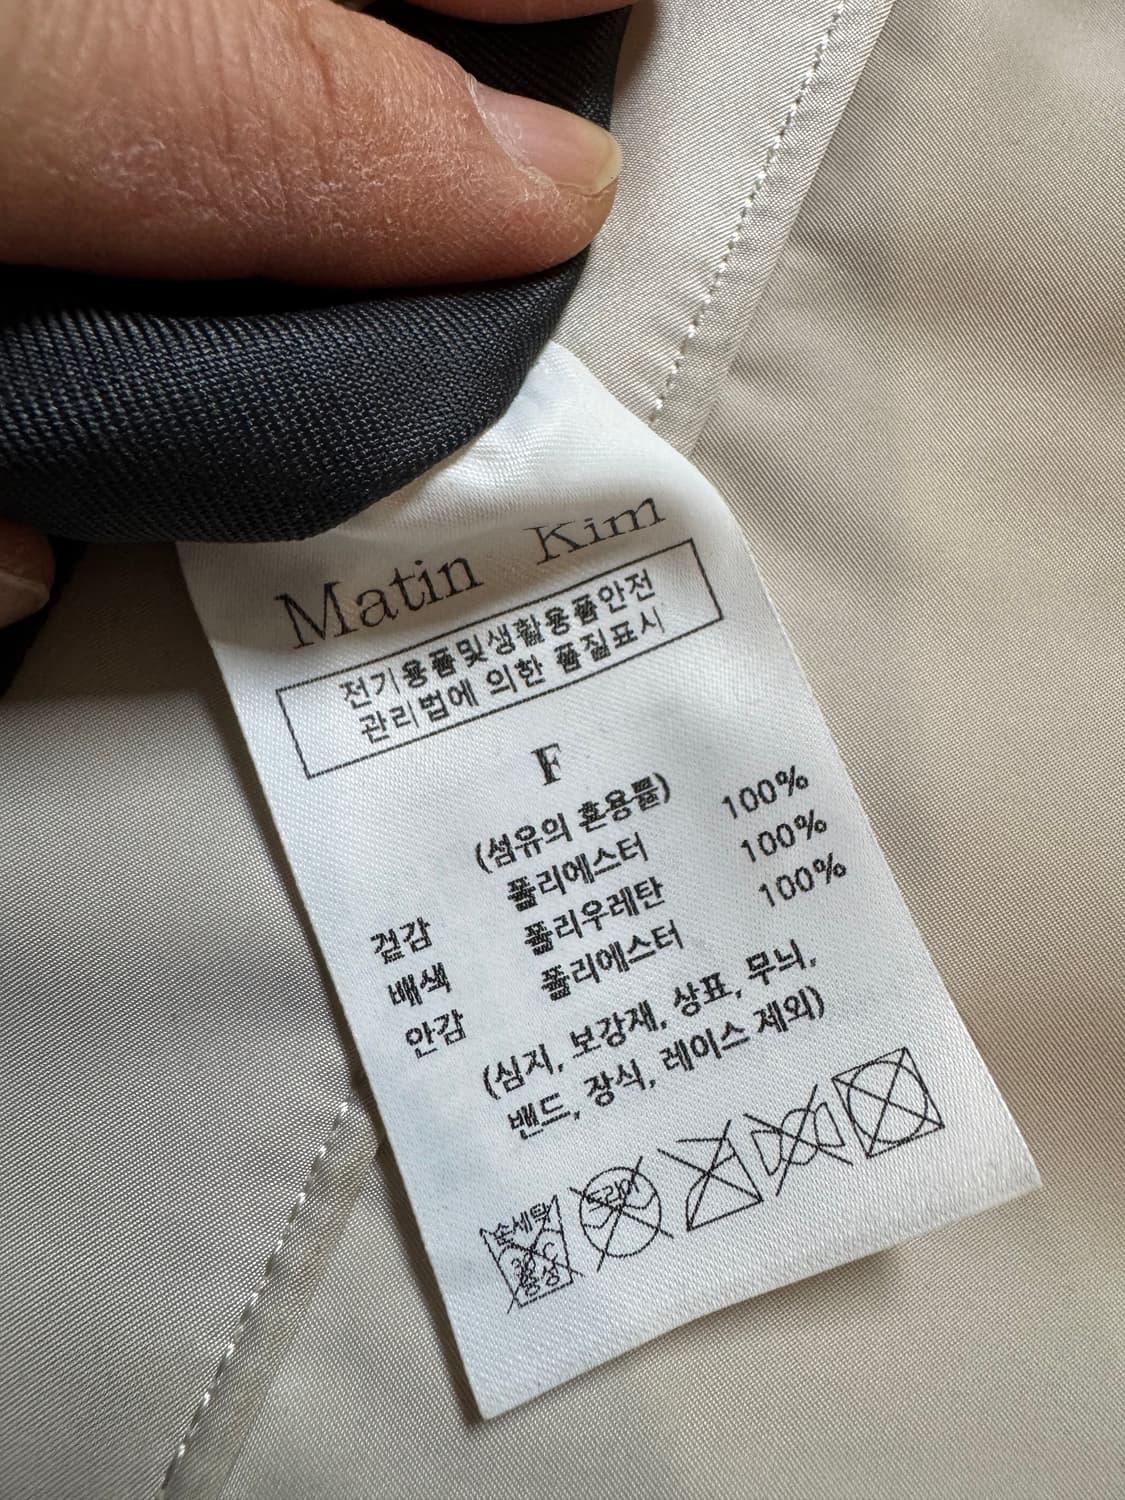 Matin Kim
전기용품및생활용품안전
관리법에 의한 품질표시
F
(섬유의 혼용률)
겉감 폴리에스터 100%
배색 폴리우레탄 100%
안감 폴리에스터 100%
(심지, 보강재, 상표, 무늬,
밴드, 장식, 레이스 제외)
손세탁 드라이
30°C
중성